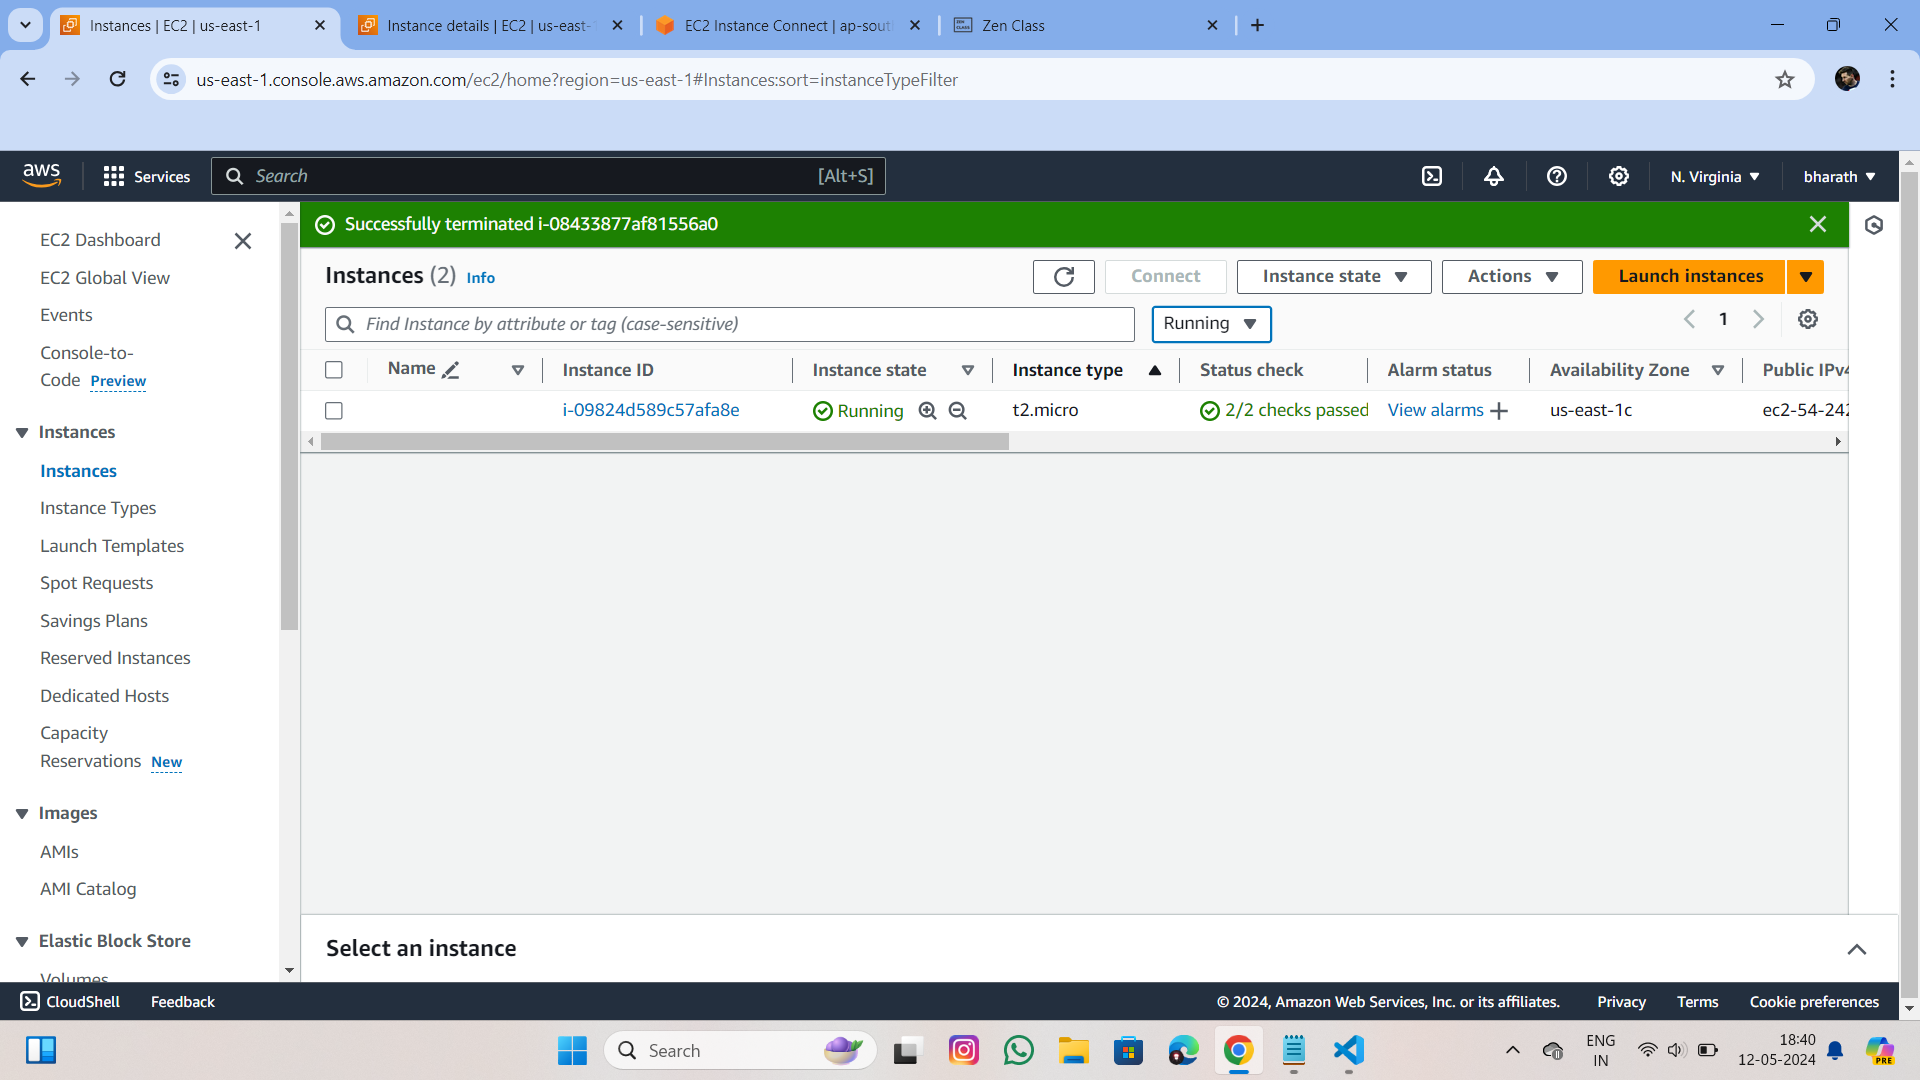 Instances | EC2 | us-east-1
Instance details | EC2 | us-east-1
EC2 Instance Connect | ap-sout
Zen Class
us-east-1.console.aws.amazon.com/ec2/home?region=us-east-1#Instances:sort=instanceTypeFilter
aws
Services
Search
[Alt+S]
N. Virginia
bharath
EC2 Dashboard
EC2 Global View
Events
Console-to-
Code Preview
Instances
Instances
Instance Types
Launch Templates
Spot Requests
Savings Plans
Reserved Instances
Dedicated Hosts
Capacity
Reservations New
Images
AMIs
AMI Catalog
Elastic Block Store
Volumes
Successfully terminated i-08433877af81556a0
Instances (2) Info
Connect
Instance state
Actions
Launch instances
Find Instance by attribute or tag (case-sensitive)
Running
1
Name
Instance ID
Instance state
Instance type
Status check
Alarm status
Availability Zone
Public IPv4
i-09824d589c57afa8e
Running
t2.micro
2/2 checks passed
View alarms
us-east-1c
ec2-54-242
Select an instance
CloudShell
Feedback
© 2024, Amazon Web Services, Inc. or its affiliates.
Privacy
Terms
Cookie preferences
Search
ENG
IN
18:40
12-05-2024
PRE